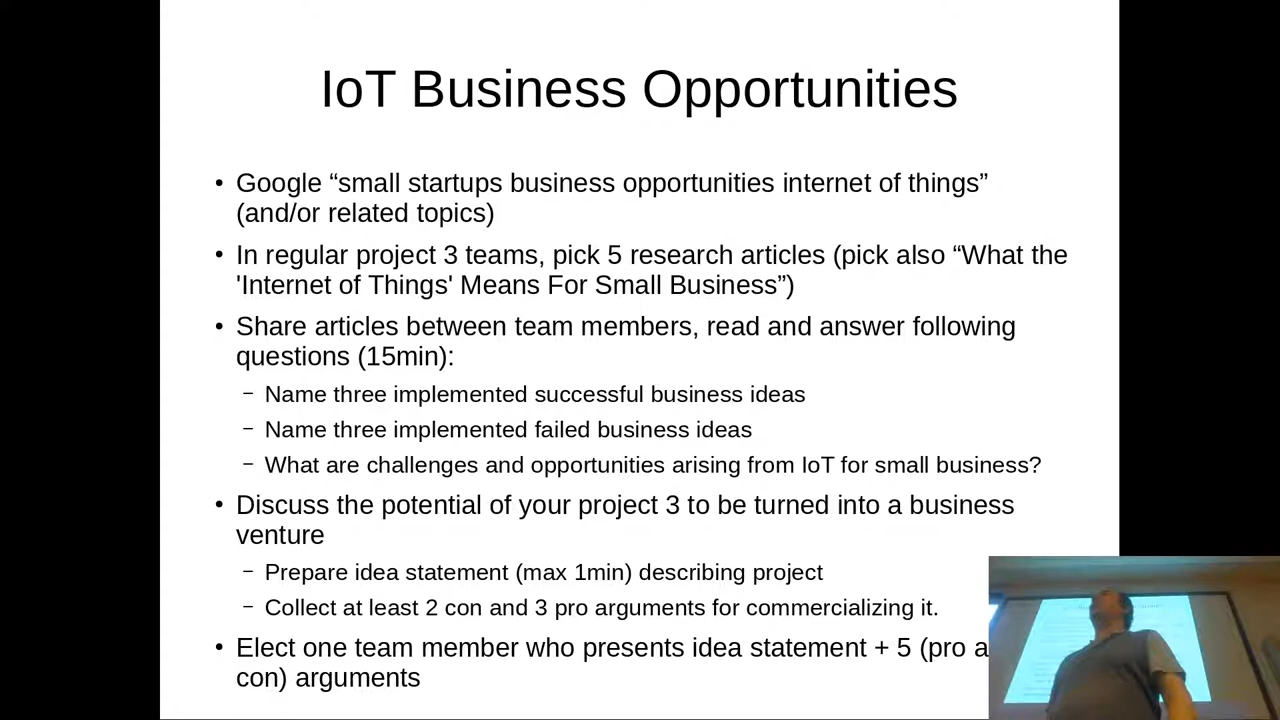 IoT Business Opportunities
• Google “small startups business opportunities internet of things”
(and/or related topics)
• In regular project 3 teams, pick 5 research articles (pick also “What the
'Internet of Things' Means For Small Business”)
• Share articles between team members, read and answer following
questions (15min):
– Name three implemented successful business ideas
– Name three implemented failed business ideas
– What are challenges and opportunities arising from IoT for small business?
• Discuss the potential of your project 3 to be turned into a business
venture
– Prepare idea statement (max 1min) describing project
– Collect at least 2 con and 3 pro arguments for commercializing it.
• Elect one team member who presents idea statement + 5 (pro a
con) arguments